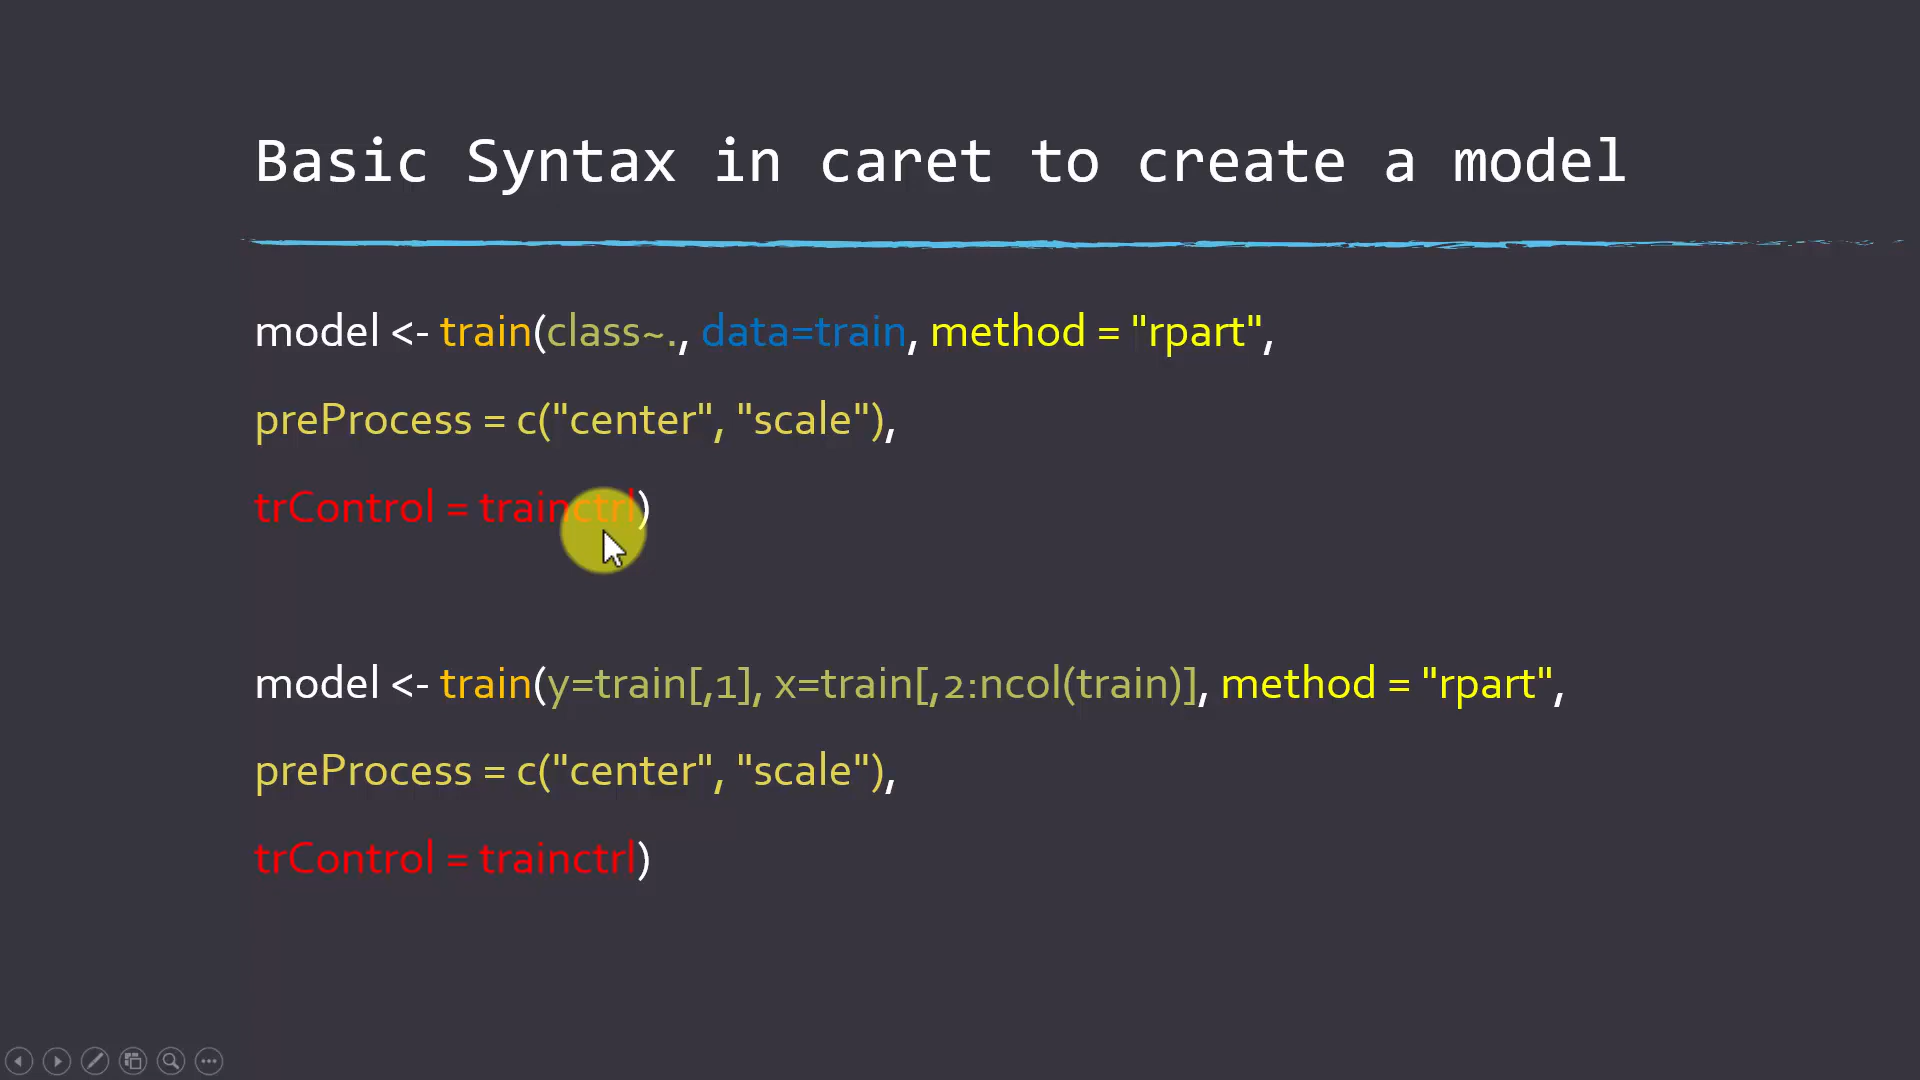 Basic Syntax in caret to create a model
model <- train(class~., data=train, method = "rpart",
preProcess = c("center", "scale"),
trControl = trainctrl)
model <- train(y=train[,1], x=train[,2:ncol(train)], method = "rpart",
preProcess = c("center", "scale"),
trControl = trainctrl)